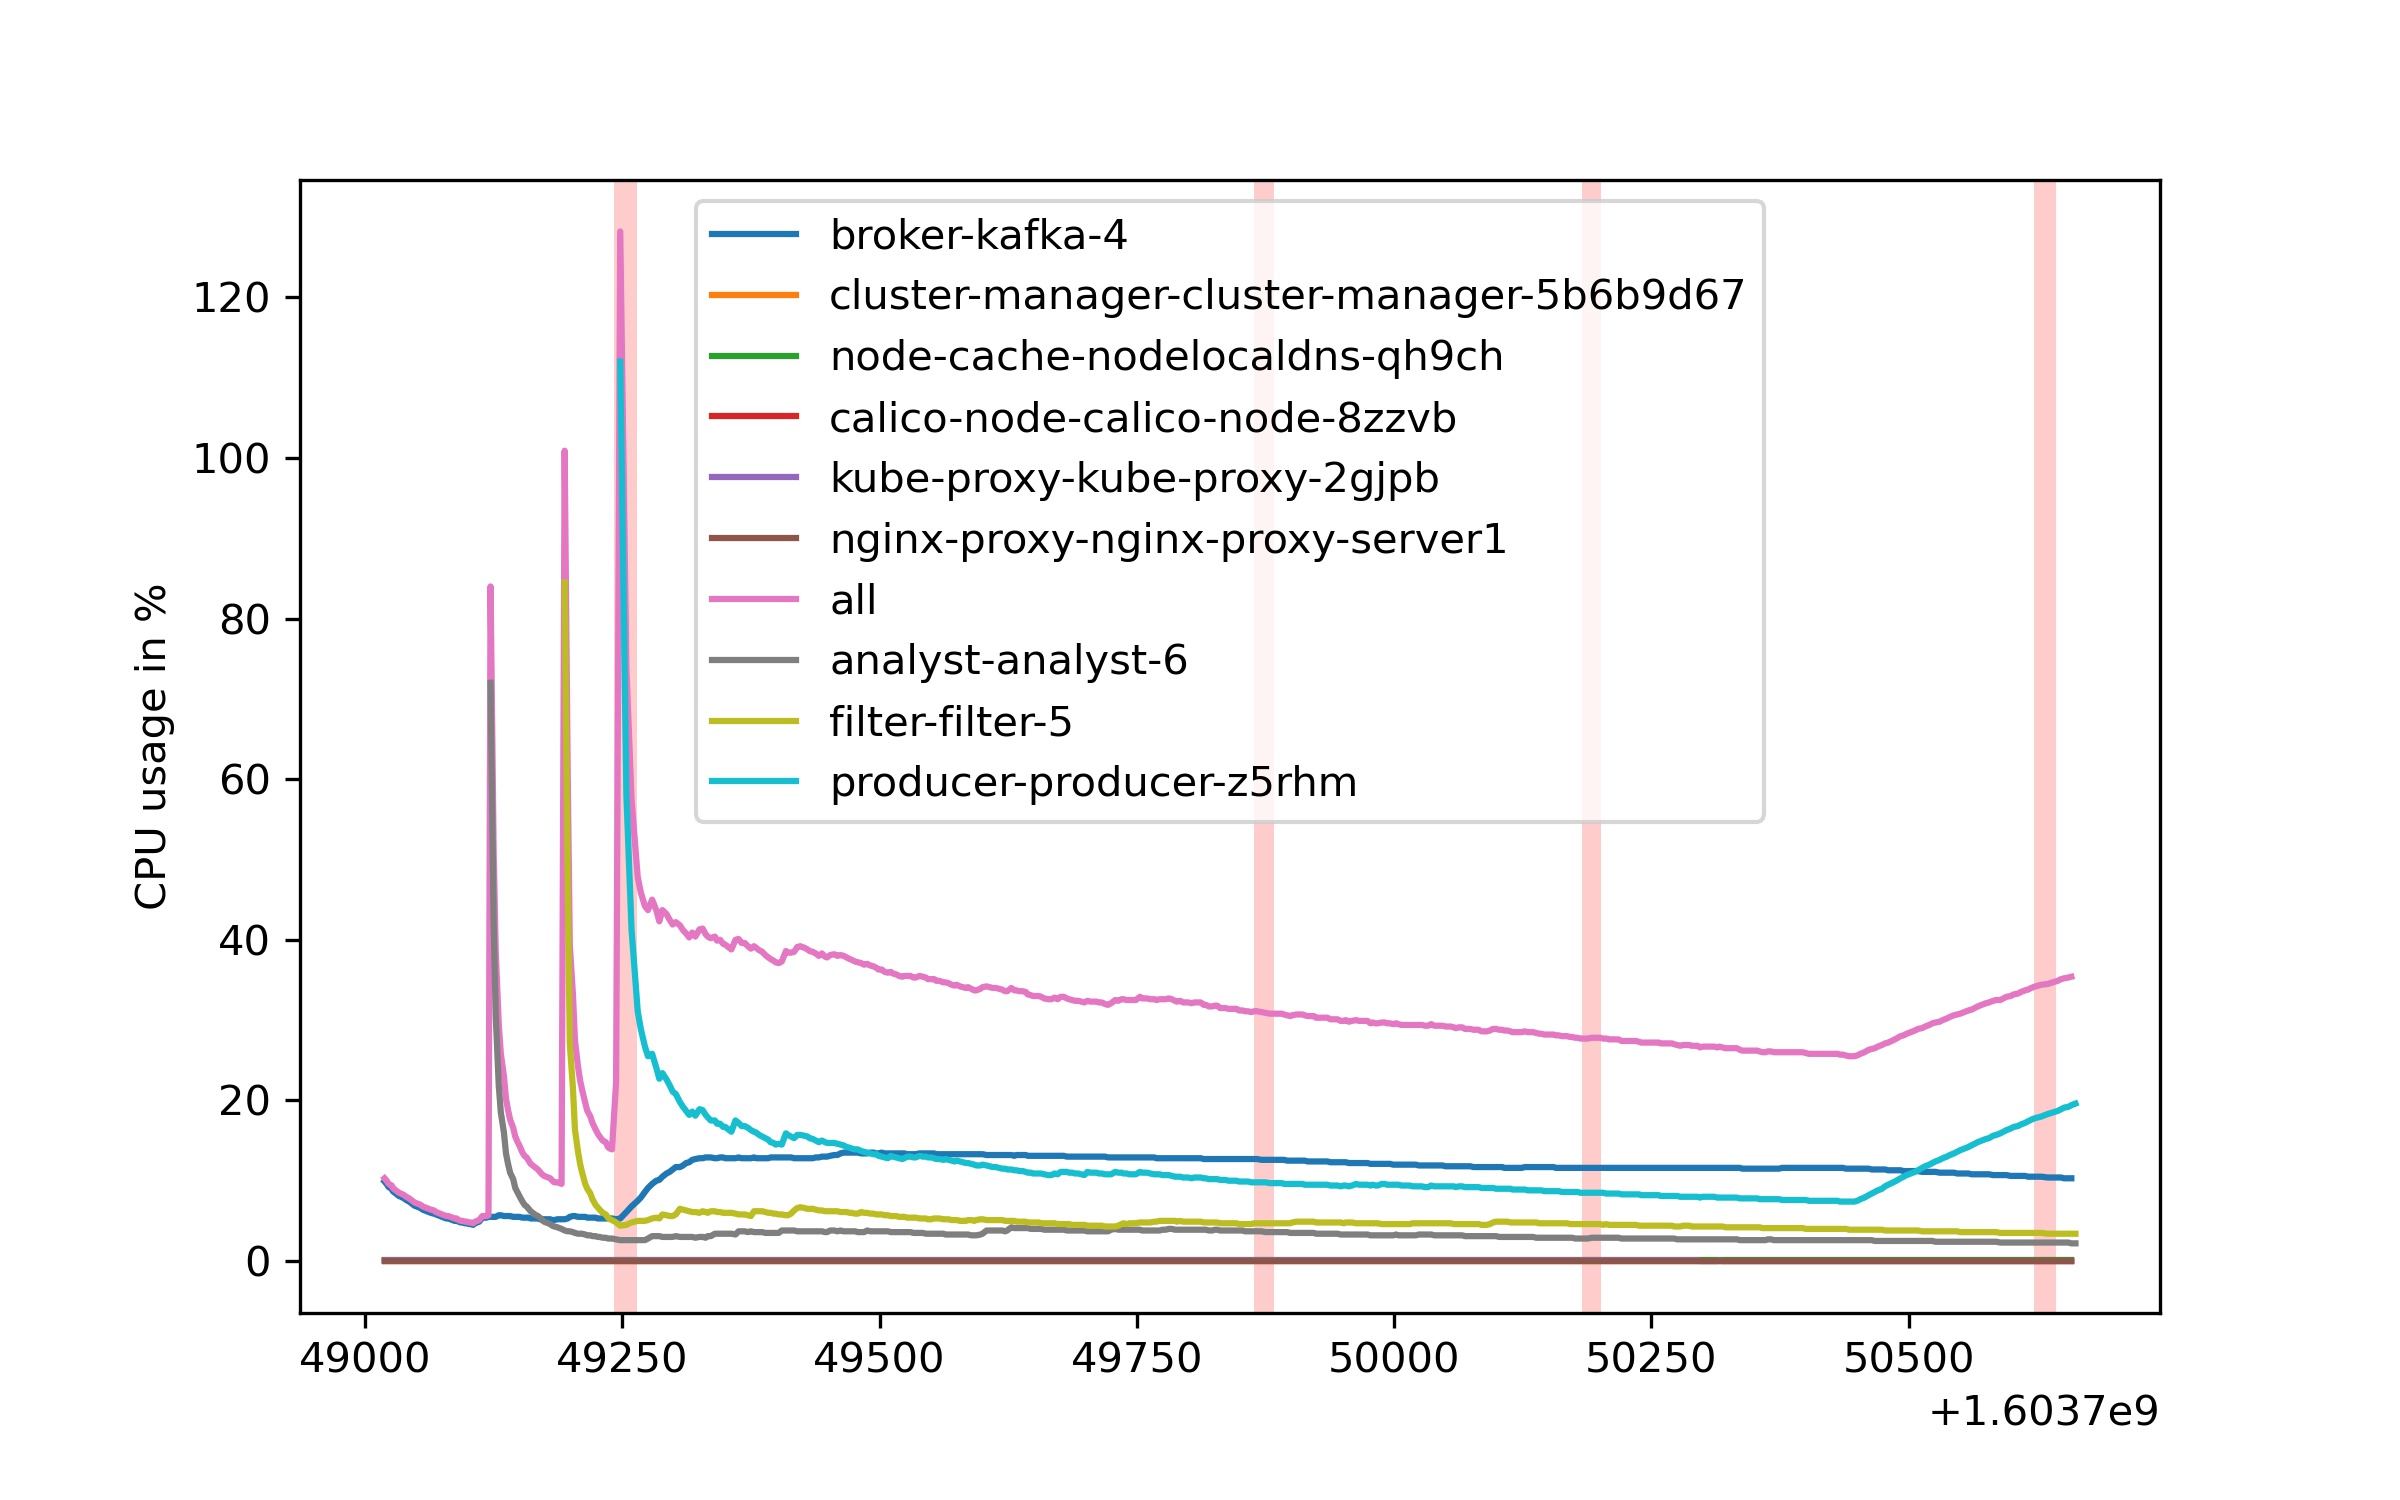 CPU usage in %
120
100
80
60
40
20
0
broker-kafka-4
cluster-manager-cluster-manager-5b6b9d67
node-cache-nodelocaldns-qh9ch
calico-node-calico-node-8zzvb
kube-proxy-kube-proxy-2gjpb
nginx-proxy-nginx-proxy-server1
all
analyst-analyst-6
filter-filter-5
producer-producer-z5rhm
49000 49250 49500 49750 50000 50250 50500
+1.6037e9